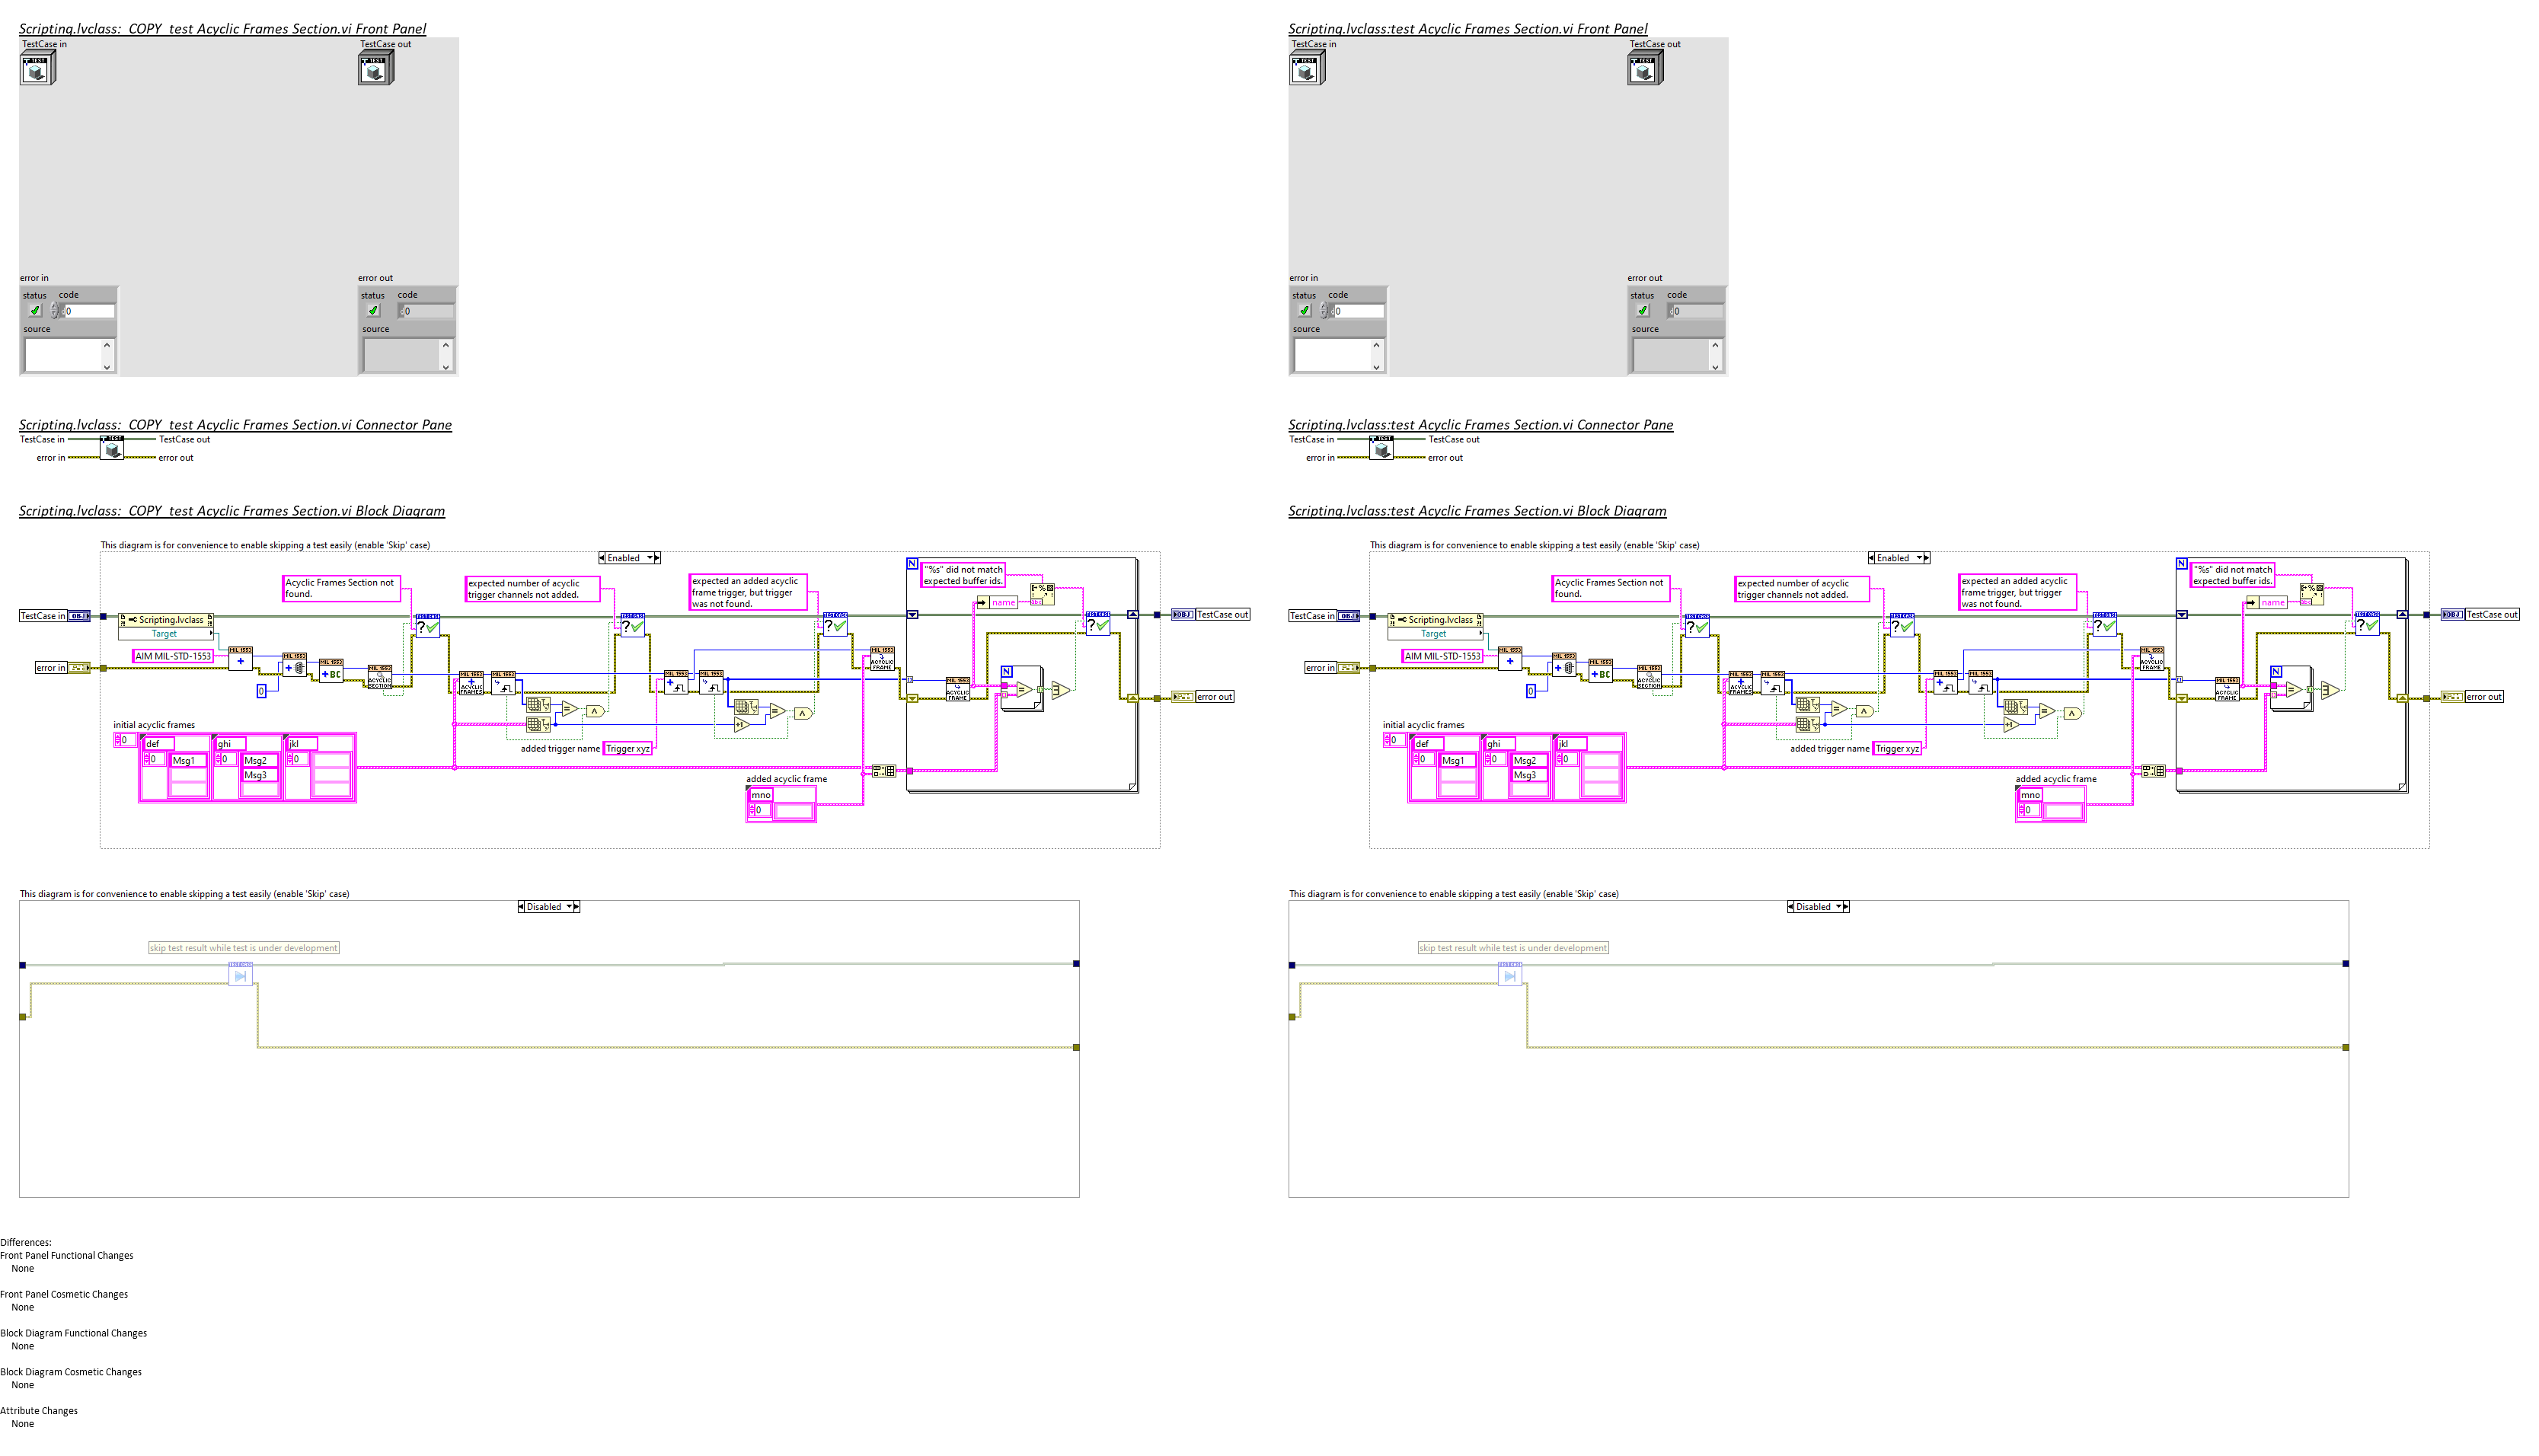 Scripting.lvclass:_COPY_test Acyclic Frames Section.vi Front Panel
TestCase in
TestCase out
TEST
TEST
error in
error out
status code
0
source
status code
0
source
Scripting.lvclass:_COPY_test Acyclic Frames Section.vi Connector Pane
TestCase in
TEST
TestCase out
error in
error out
Scripting.lvclass:_COPY_test Acyclic Frames Section.vi Block Diagram
This diagram is for convenience to enable skipping a test easily (enable 'Skip' case)
Enabled
Acyclic Frames Section not
found.
expected number of acyclic
trigger channels not added.
expected an added acyclic
frame trigger, but trigger
was not found.
N
"%s" did not match
expected buffer ids.
name
TestCase in
Scripting.lvclass
Target
TestCase out
AIM MIL-STD-1553
error in
0
N
error out
initial acyclic frames
0
def
0
Msg1
ghi
0
Msg2
Msg3
jkl
0
added trigger name
Trigger xyz
added acyclic frame
mno
0
This diagram is for convenience to enable skipping a test easily (enable 'Skip' case)
Disabled
skip test result while test is under development
Scripting.lvclass:test Acyclic Frames Section.vi Front Panel
TestCase in
TestCase out
TEST
TEST
error in
error out
status code
0
source
status code
0
source
Scripting.lvclass:test Acyclic Frames Section.vi Connector Pane
TestCase in
TEST
TestCase out
error in
error out
Scripting.lvclass:test Acyclic Frames Section.vi Block Diagram
This diagram is for convenience to enable skipping a test easily (enable 'Skip' case)
Enabled
Acyclic Frames Section not
found.
expected number of acyclic
trigger channels not added.
expected an added acyclic
frame trigger, but trigger
was not found.
N
"%s" did not match
expected buffer ids.
name
TestCase in
Scripting.lvclass
Target
TestCase out
AIM MIL-STD-1553
error in
0
N
error out
initial acyclic frames
0
def
0
Msg1
ghi
0
Msg2
Msg3
jkl
0
added trigger name
Trigger xyz
added acyclic frame
mno
0
This diagram is for convenience to enable skipping a test easily (enable 'Skip' case)
Disabled
skip test result while test is under development
Differences:
Front Panel Functional Changes
None
Front Panel Cosmetic Changes
None
Block Diagram Functional Changes
None
Block Diagram Cosmetic Changes
None
Attribute Changes
None